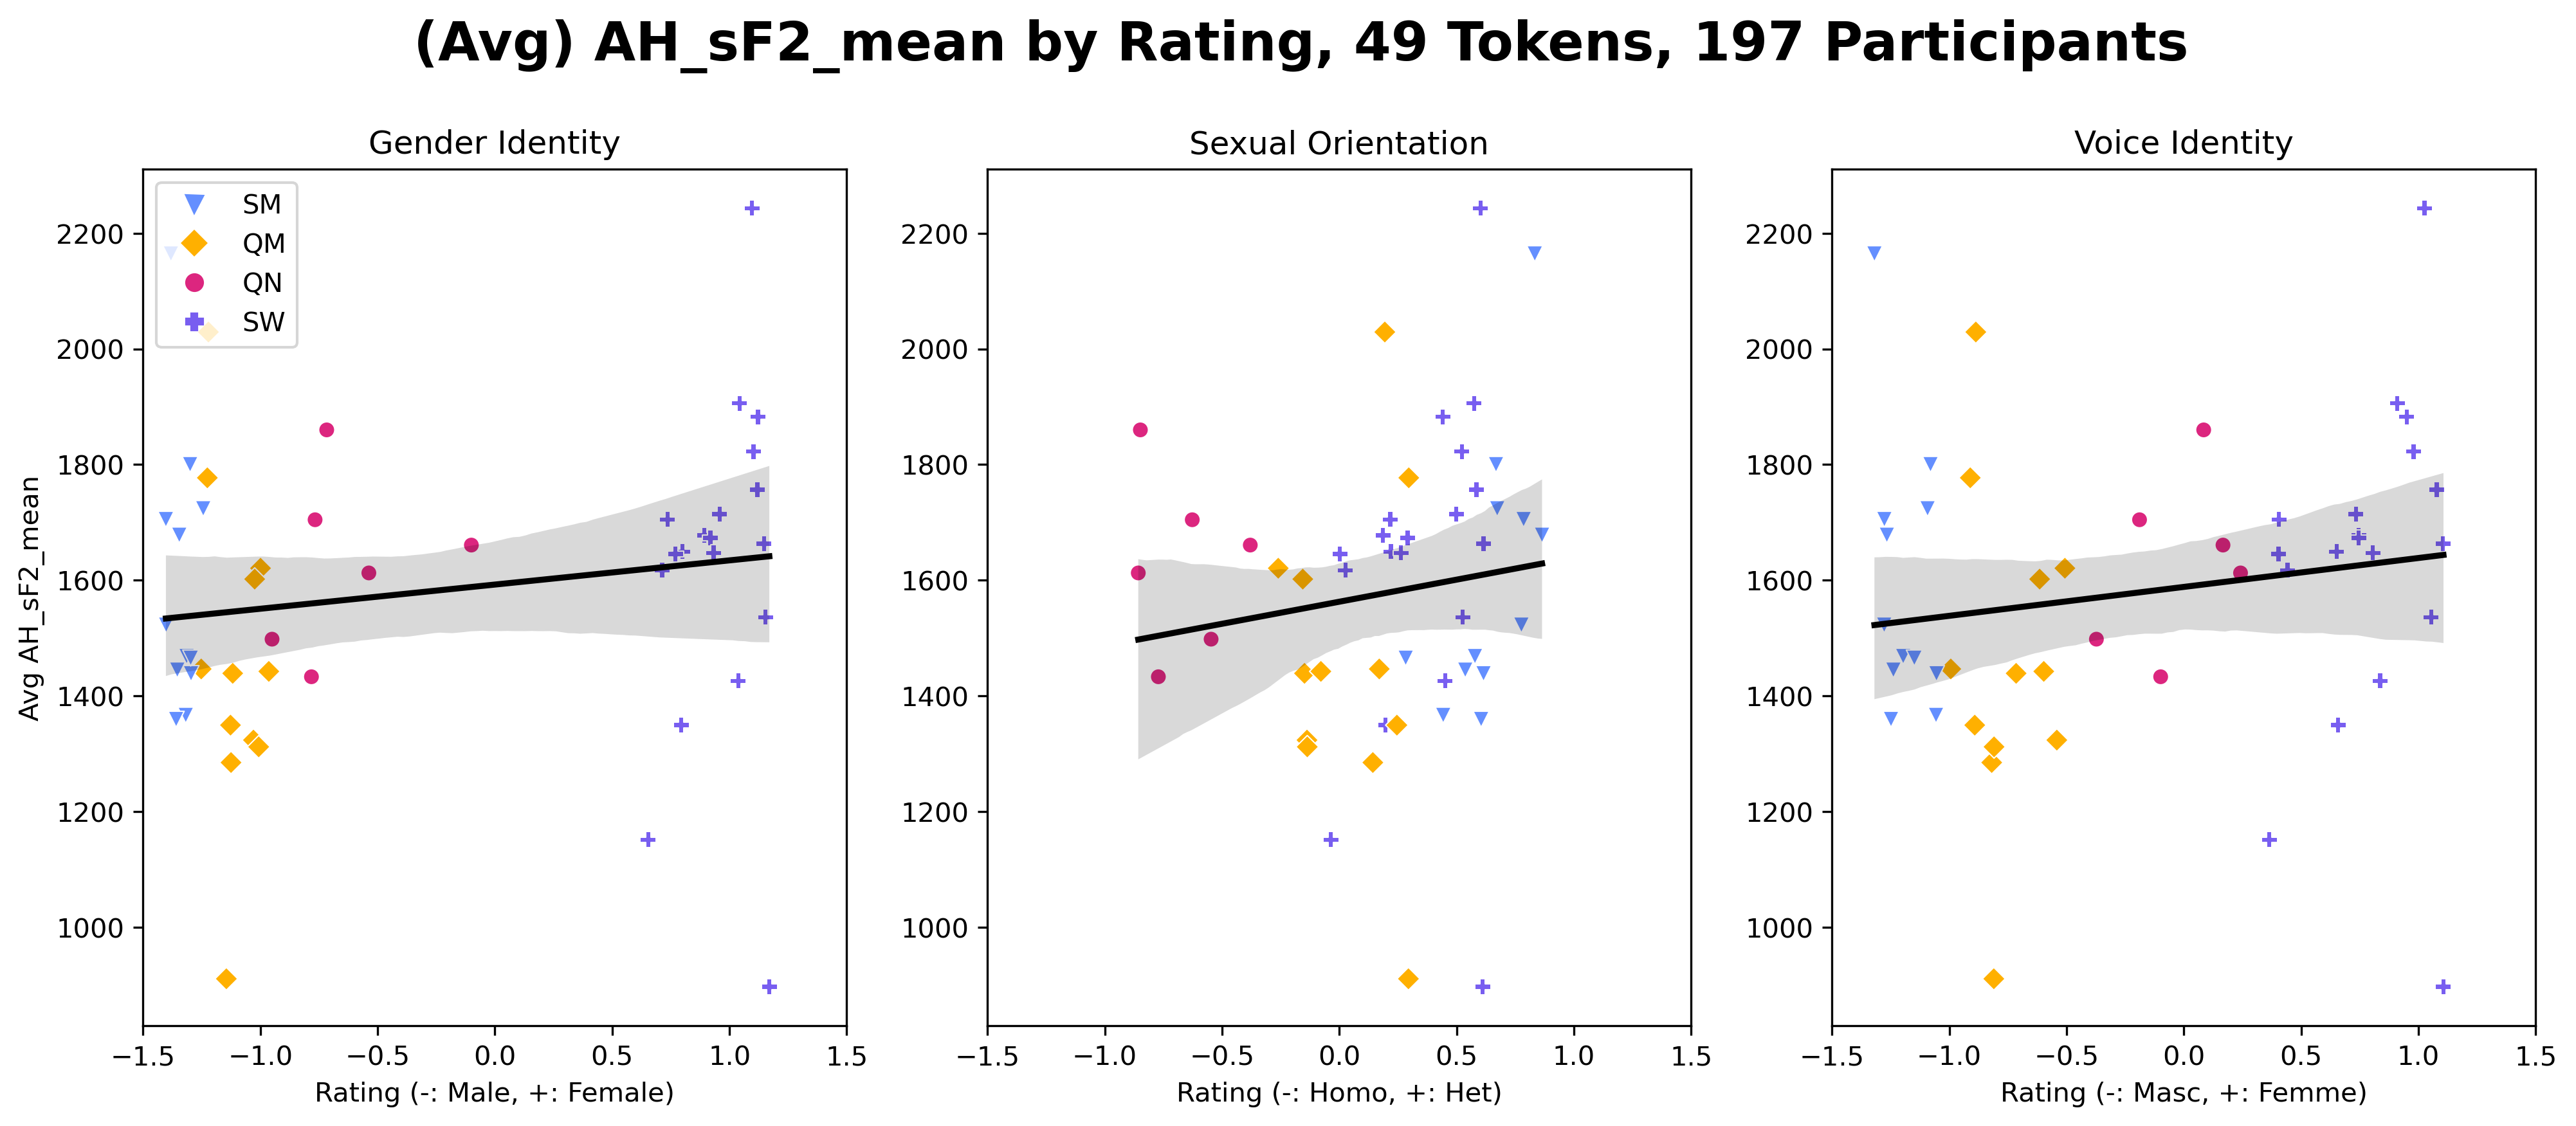 (Avg) AH_sF2_mean by Rating, 49 Tokens, 197 Participants
Gender Identity
Sexual Orientation
Voice Identity
SM
QM
QN
SW
Avg AH_sF2_mean
2200
2000
1800
1600
1400
1200
1000
−1.5 −1.0 −0.5 0.0 0.5 1.0 1.5
Rating (-: Male, +: Female)
2200
2000
1800
1600
1400
1200
1000
−1.5 −1.0 −0.5 0.0 0.5 1.0 1.5
Rating (-: Homo, +: Het)
2200
2000
1800
1600
1400
1200
1000
−1.5 −1.0 −0.5 0.0 0.5 1.0 1.5
Rating (-: Masc, +: Femme)